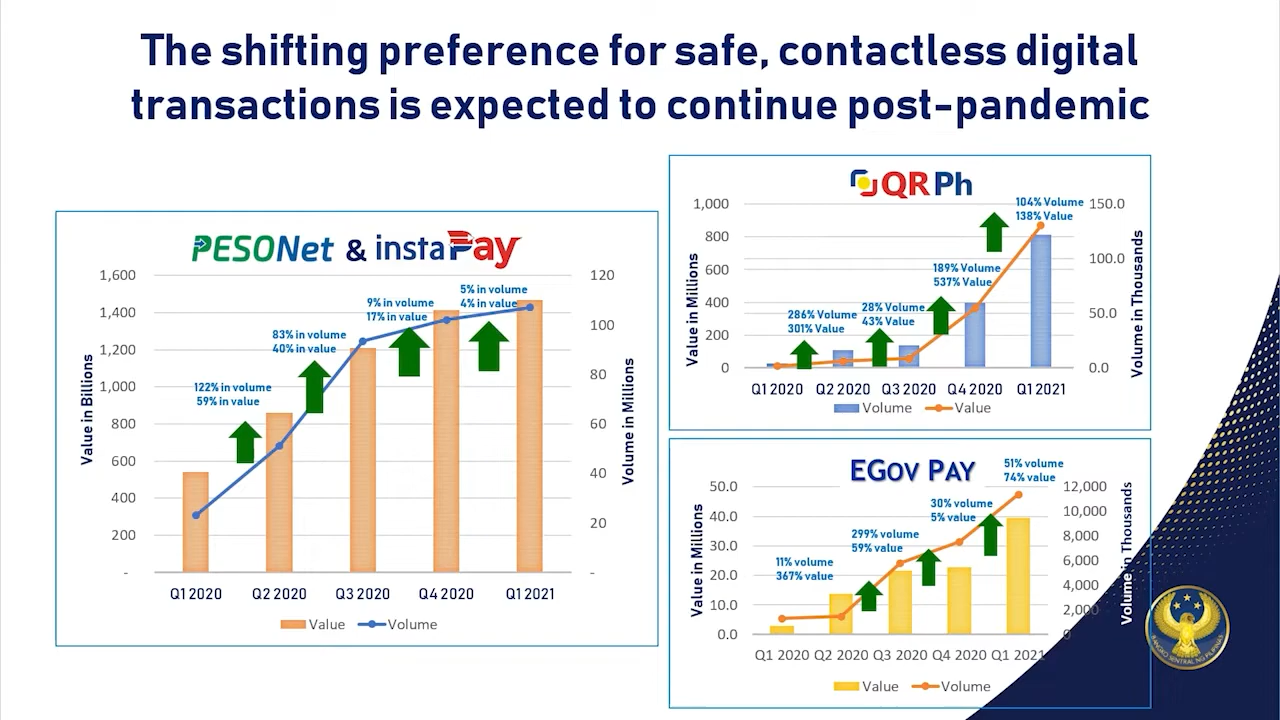 The shifting preference for safe, contactless digital
transactions is expected to continue post-pandemic
PESONet & instaPay
1,600
1,400
1,200
1,000
800
600
400
200
-
Value in Billions
120
100
80
60
40
20
-
Volume in Millions
122% in volume
59% in value
83% in volume
40% in value
9% in volume
17% in value
5% in volume
4% in value
Q1 2020 Q2 2020 Q3 2020 Q4 2020 Q1 2021
Value Volume
QR Ph
1,000
800
600
400
200
0
Value in Millions
150.0
100.0
50.0
0.0
Volume in Thousands
286% Volume
301% Value
28% Volume
43% Value
189% Volume
537% Value
104% Volume
138% Value
Q1 2020 Q2 2020 Q3 2020 Q4 2020 Q1 2021
Volume Value
EGov Pay
50.0
40.0
30.0
20.0
10.0
0.0
Value in Millions
12,000
10,000
8,000
6,000
4,000
2,000
0
Volume in Thousands
11% volume
367% value
299% volume
59% value
30% volume
5% value
51% volume
74% value
Q1 2020 Q2 2020 Q3 2020 Q4 2020 Q1 2021
Value Volume
BANGKO SENTRAL NG PILIPINAS